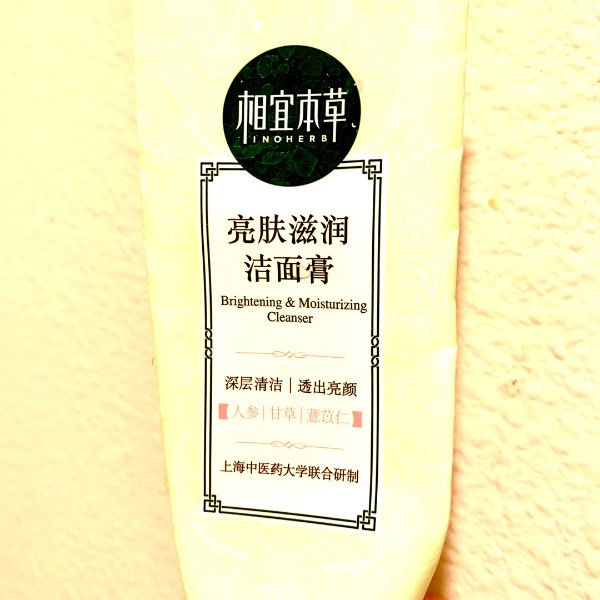 相宜本草
INOHERB
亮肤滋润
洁面膏
Brightening & Moisturizing
Cleanser
深层清洁|透出亮颜
【人参|甘草|薏苡仁】
上海中医药大学联合研制